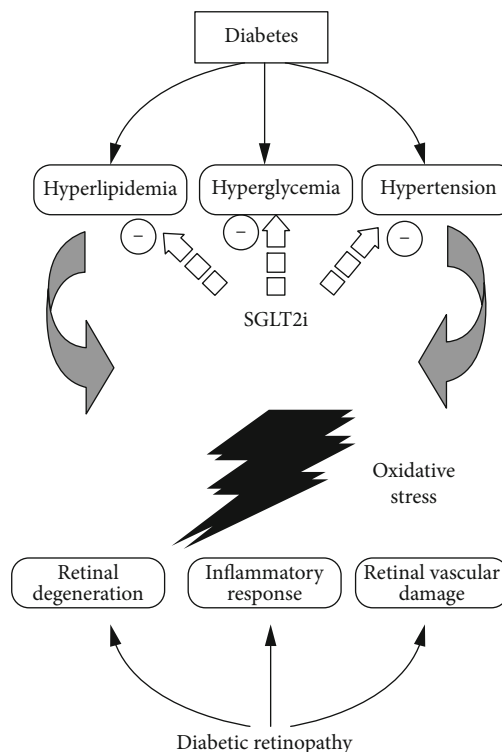 Diabetes
Hyperlipidemia
Hyperglycemia
Hypertension
–
–
–
SGLT2i
Oxidative
stress
Retinal
degeneration
Inflammatory
response
Retinal vascular
damage
Diabetic retinopathy